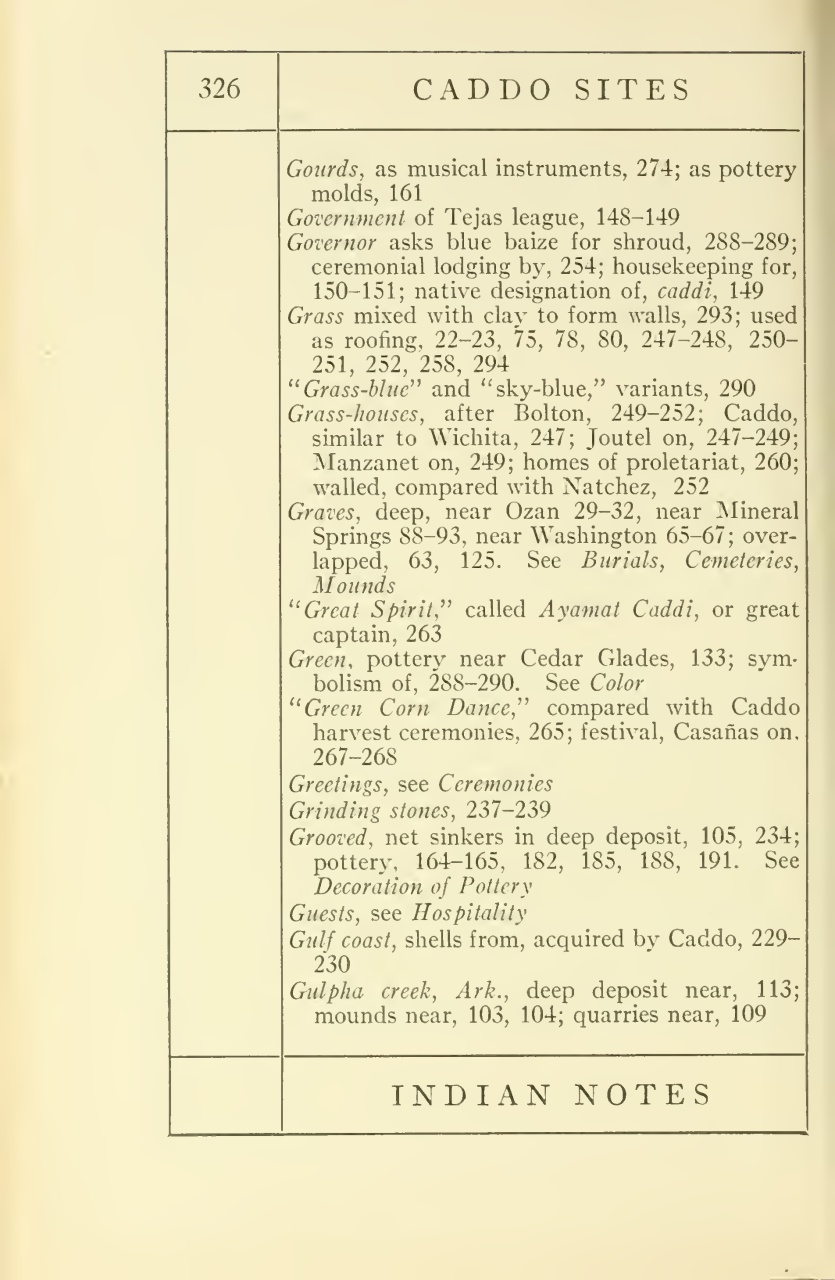 326
CADDO SITES
Gourds, as musical instruments, 274; as pottery
molds, 161
Government of Tejas league, 148–149
Governor asks blue baize for shroud, 288–289;
ceremonial lodging by, 254; housekeeping for,
150–151; native designation of, caddi, 149
Grass mixed with clay to form walls, 293; used
as roofing, 22–23, 75, 78, 80, 247–248, 250–
251, 252, 258, 294
“Grass-blue” and “sky-blue,” variants, 290
Grass-houses, after Bolton, 249–252; Caddo,
similar to Wichita, 247; Joutel on, 247–249;
Manzanet on, 249; homes of proletariat, 260;
walled, compared with Natchez, 252
Graves, deep, near Ozan 29–32, near Mineral
Springs 88–93, near Washington 65–67; over-
lapped, 63, 125. See Burials, Cemeteries,
Mounds
“Great Spirit,” called Ayamat Caddi, or great
captain, 263
Green, pottery near Cedar Glades, 133; sym-
bolism of, 288–290. See Color
“Green Corn Dance,” compared with Caddo
harvest ceremonies, 265; festival, Casañas on,
267–268
Greetings, see Ceremonies
Grinding stones, 237–239
Grooved, net sinkers in deep deposit, 105, 234;
pottery, 164–165, 182, 185, 188, 191. See
Decoration of Pottery
Guests, see Hospitality
Gulf coast, shells from, acquired by Caddo, 229–
230
Gulpha creek, Ark., deep deposit near, 113;
mounds near, 103, 104; quarries near, 109
INDIAN NOTES